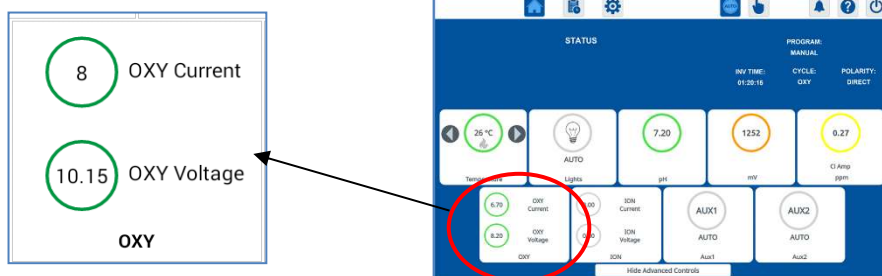 8 OXY Current
10.15 OXY Voltage
OXY
AUTO
STATUS
PROGRAM:
MANUAL
INV TIME: CYCLE: POLARITY:
01:20:16 OXY DIRECT
26 °C 7.20 1252 0.27
AUTO Cl Amp
Temperature Lights pH mV ppm
6.70 OXY Current
8.20 OXY Voltage
OXY
ION Current
ION Voltage
ION
AUX1
AUTO
Aux1
AUX2
AUTO
Aux2
Hide Advanced Controls